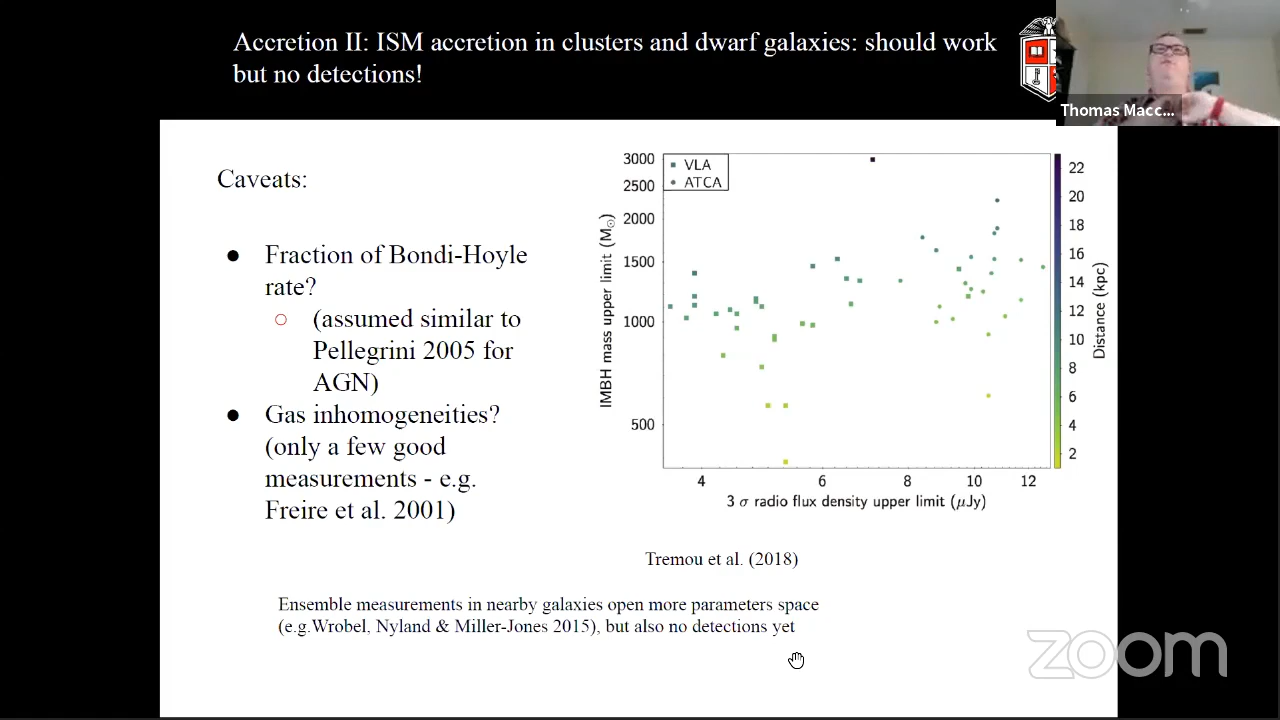 Accretion II: ISM accretion in clusters and dwarf galaxies: should work
but no detections!
Thomas Macc...
Caveats:
● Fraction of Bondi-Hoyle
rate?
○ (assumed similar to
Pellegrini 2005 for
AGN)
● Gas inhomogeneities?
(only a few good
measurements - e.g.
Freire et al. 2001)
VLA
ATCA
IMBH mass upper limit (M☉)
3000
2500
2000
1500
1000
500
4 6 8 10 12
3 σ radio flux density upper limit (μJy)
22
20
18
16
14
12
10
8
6
4
2
Distance (kpc)
Tremou et al. (2018)
Ensemble measurements in nearby galaxies open more parameters space
(e.g.Wrobel, Nyland & Miller-Jones 2015), but also no detections yet
zoom